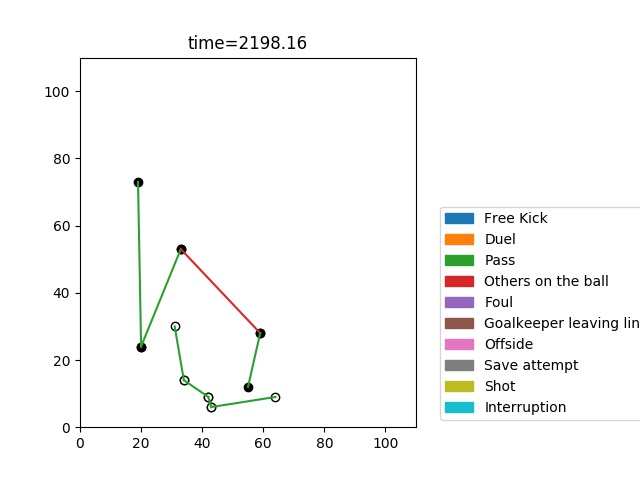 time=2198.16
100
80
60
40
20
0
0 20 40 60 80 100
Free Kick
Duel
Pass
Others on the ball
Foul
Goalkeeper leaving lin
Offside
Save attempt
Shot
Interruption